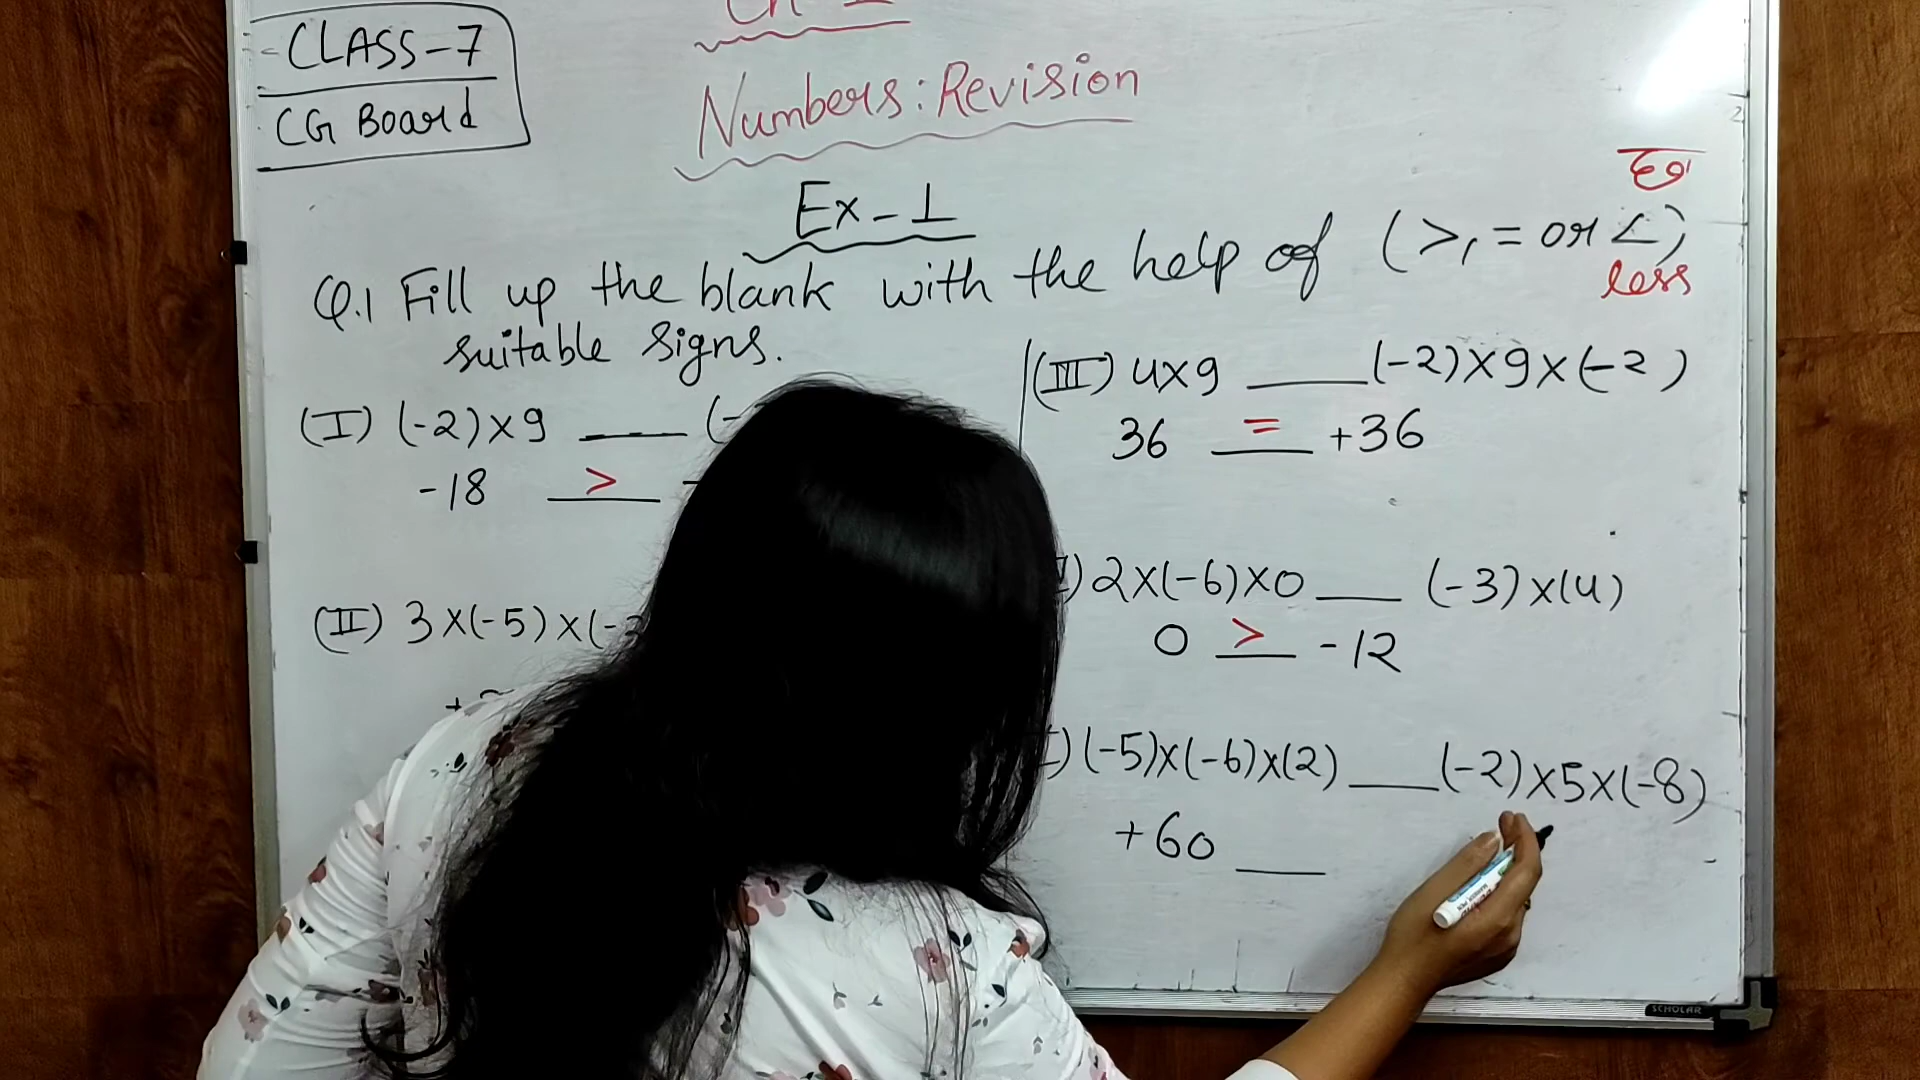 CLASS-7
CG Board
Numbers: Revision
Ex-1
Q.1 Fill up the blank with the help of (>, = or <)
less
suitable signs.
(I) (-2)×9 ___ (-
-18 > -
(II) 3×(-5)×(-
(III) 4×9 ___ (-2)×9×(-2)
36 = +36
) 2×(-6)×0 ___ (-3)×(4)
0 > -12
) (-5)×(-6)×(2) ___ (-2)×5×(-8)
+60 ___
SCHOLAR